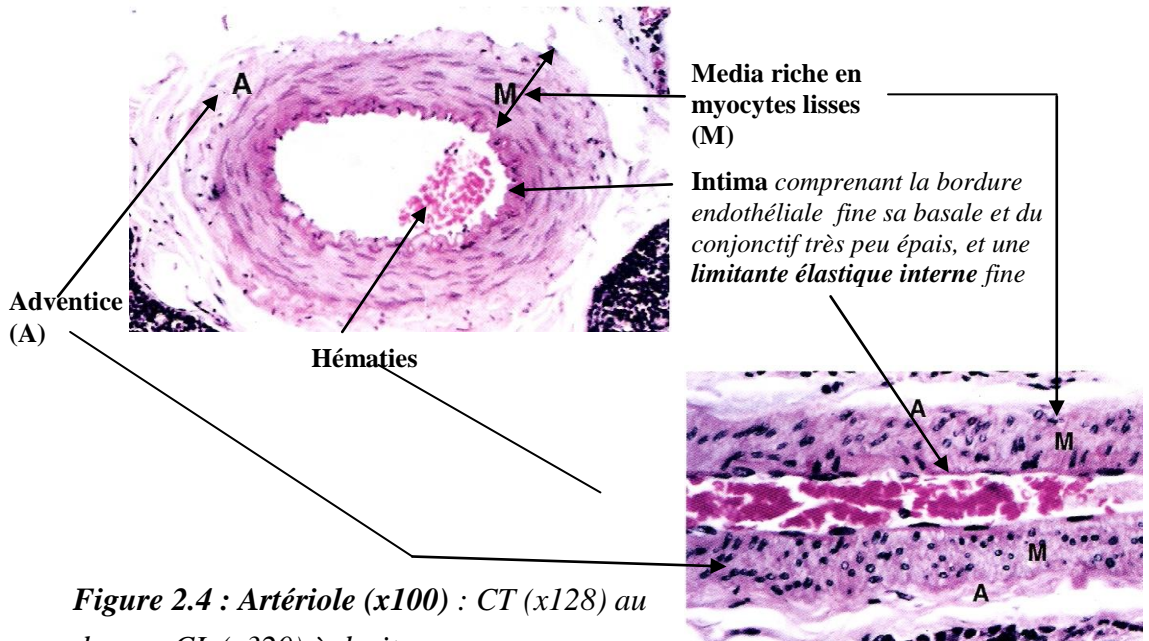 A
M
Media riche en
myocytes lisses
(M)
Intima comprenant la bordure
endothéliale fine sa basale et du
conjonctif très peu épais, et une
limitante élastique interne fine
Adventice
(A)
Hématies
A
M
M
A
Figure 2.4 : Artériole (x100) : CT (x128) au